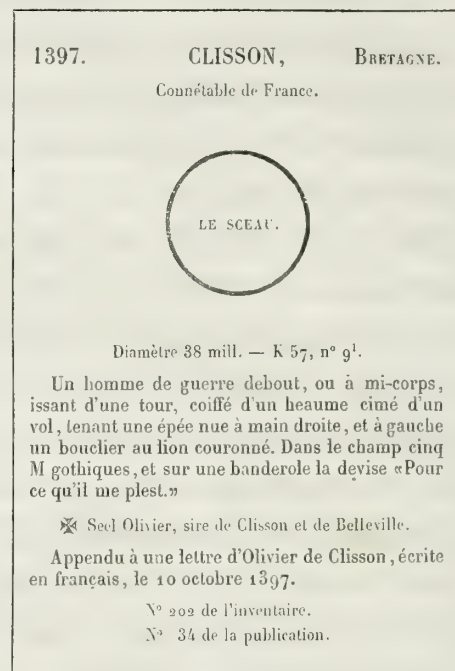 1397. CLISSON, BRETAGNE.
Connétable de France.
LE SCEAU.
Diamètre 38 mill. — K 57, n° 9¹.
Un homme de guerre debout, ou à mi-corps,
issant d'une tour, coiffé d'un heaume cimé d'un
vol, tenant une épée nue à main droite, et à gauche
un bouclier au lion couronné. Dans le champ cinq
M gothiques, et sur une banderole la devise «Pour
ce qu'il me plest.»
✠ Seel Olivier, sire de Clisson et de Belleville.
Appendu à une lettre d'Olivier de Clisson, écrite
en français, le 10 octobre 1397.
N° 202 de l'inventaire.
N° 34 de la publication.